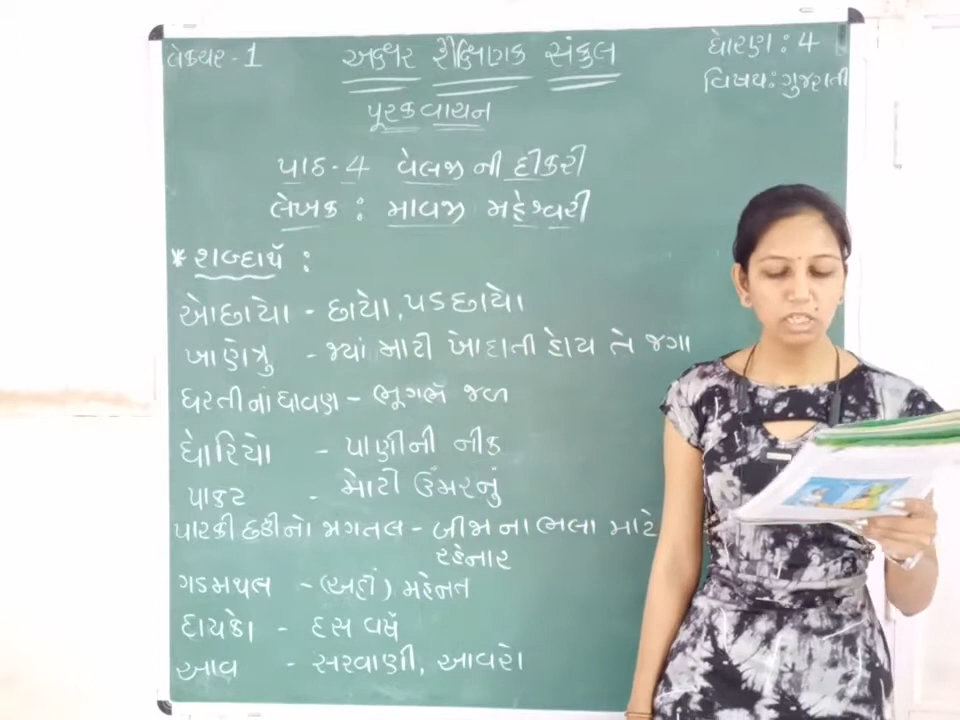 લેક્ચર - 1
અક્ષર શૈક્ષણિક સંકુલ
ધોરણ : 4
વિષય: ગુજરાતી
પૂરકવાચન
પાઠ - 4 વેલજી ની દીકરી
લેખક : માવજી મહેશ્વરી
* શબ્દાર્થ :
ઓછાયો - છાયો, પડછાયો
ખાણેત્રુ - જ્યાં માટી ખોદાતી હોય તે જગા
ધરતીનાં ધાવણ - ભૂગર્ભ જળ
ધોરિયો - પાણીની નીક
પાકટ - મોટી ઉંમરનું
પારકી છઠ્ઠીનો મગતલ - બીજા ના ભલા માટે
રહેનાર
ગડમથલ - (અહીં) મહેનત
દાયકો - દસ વર્ષ
આવ - સરવાણી, આવરો